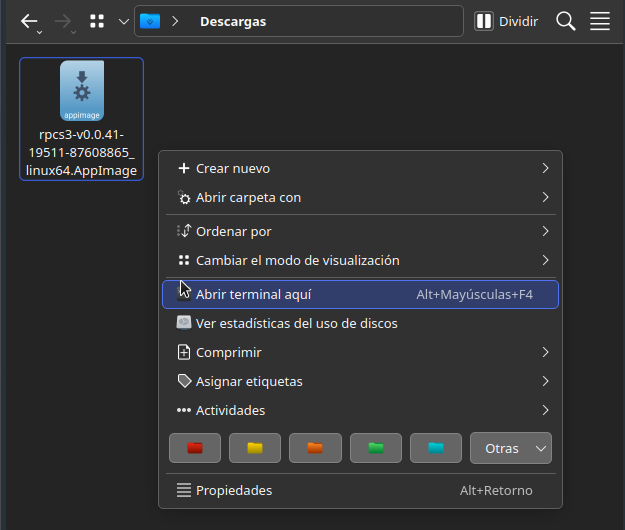 Descargas
Dividir
appimage
rpcs3-v0.0.41-
19511-87608865_
linux64.AppImage
Crear nuevo
Abrir carpeta con
Ordenar por
Cambiar el modo de visualización
Abrir terminal aquí Alt+Mayúsculas+F4
Ver estadísticas del uso de discos
Comprimir
Asignar etiquetas
Actividades
Otras
Propiedades Alt+Retorno